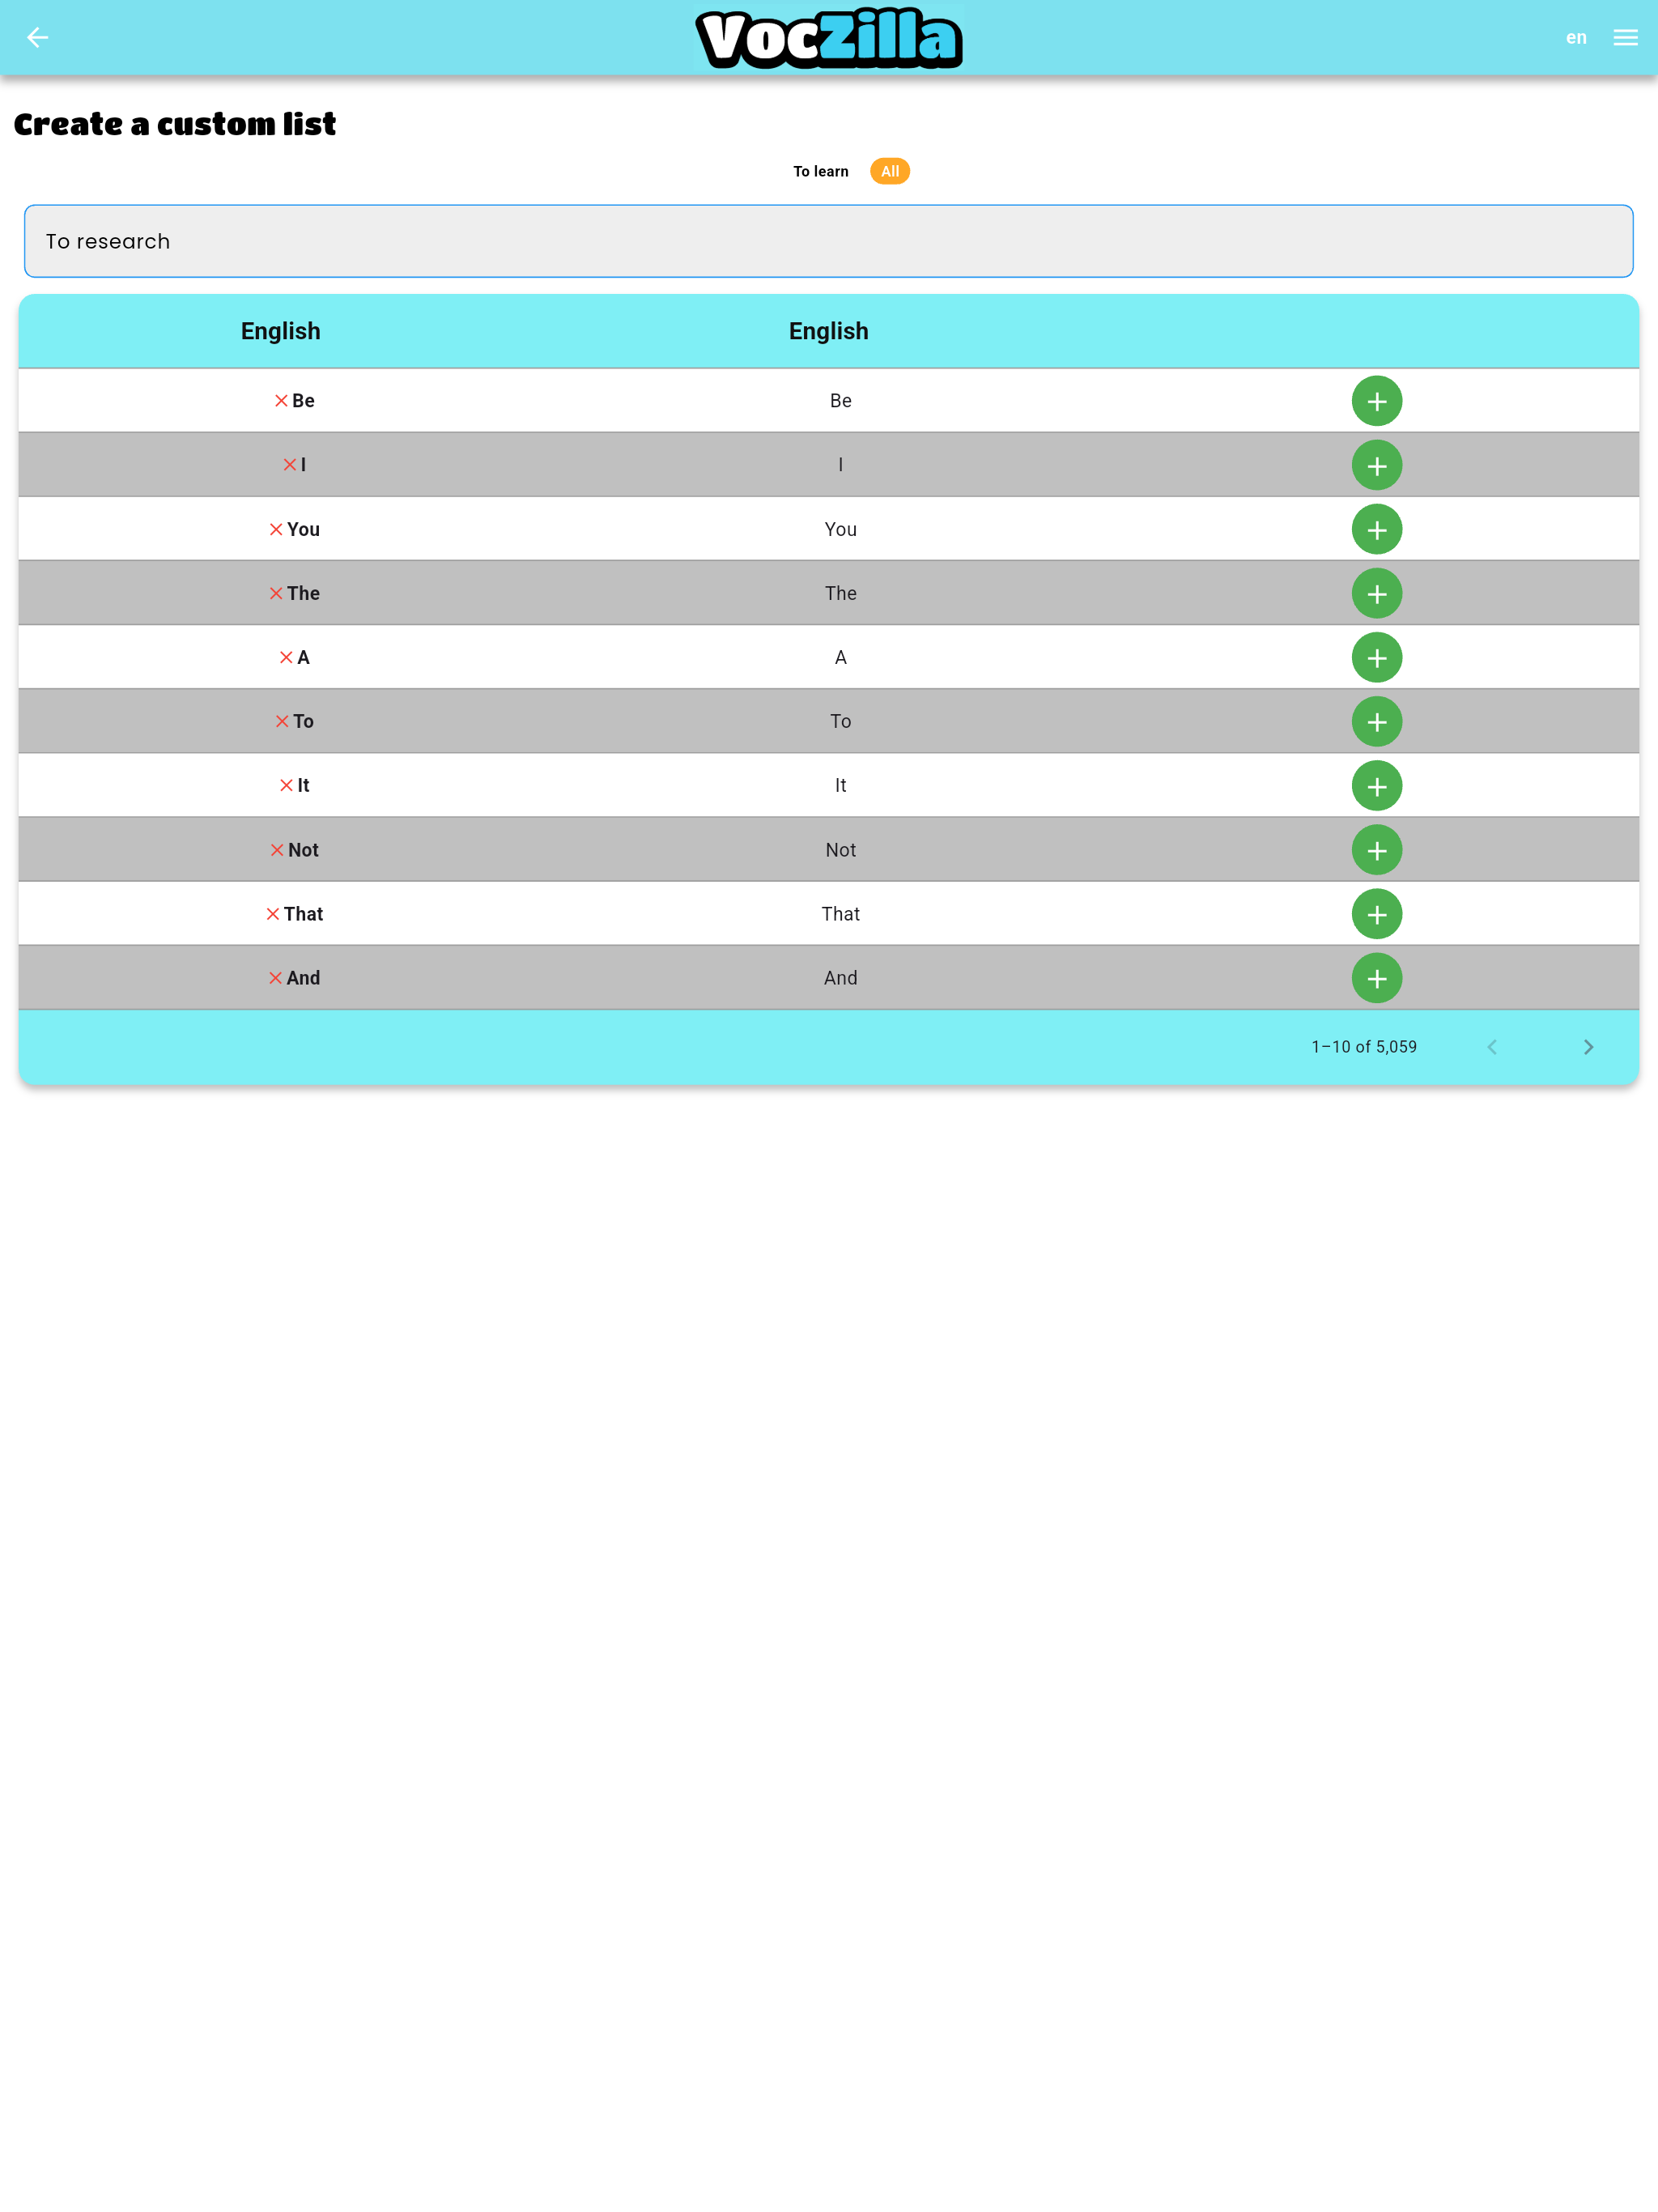 VocZilla
en
Create a custom list
To learn All
To research
English English
Be Be
I I
You You
The The
A A
To To
It It
Not Not
That That
And And
1–10 of 5,059